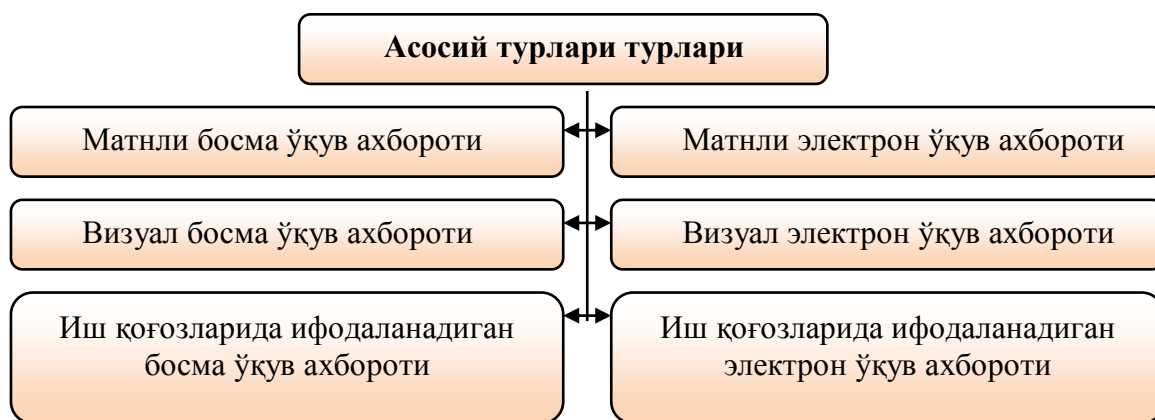 Асосий турлари турлари
Матнли босма ўқув ахбороти
Матнли электрон ўқув ахбороти
Визуал босма ўқув ахбороти
Визуал электрон ўқув ахбороти
Иш қоғозларида ифодаланадиган
босма ўқув ахбороти
Иш қоғозларида ифодаланадиган
электрон ўқув ахбороти